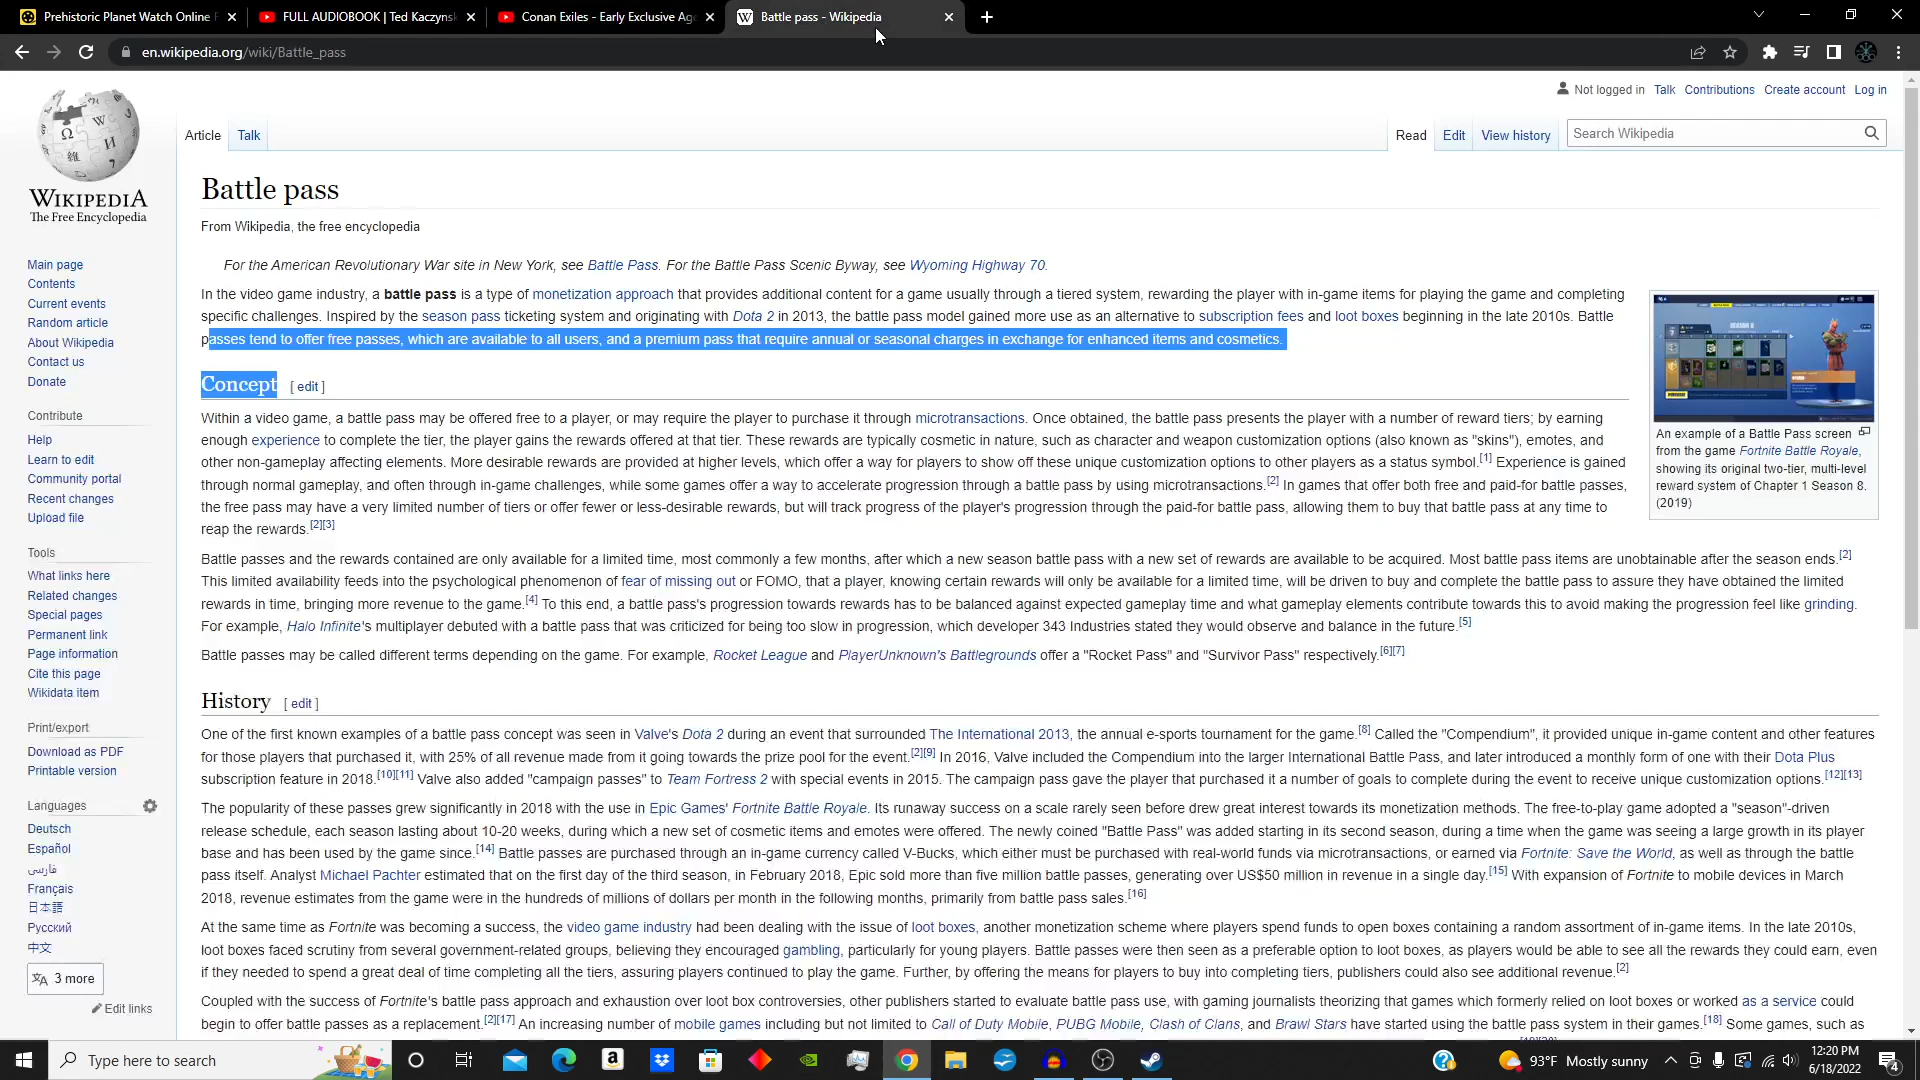 Prehistoric Planet Watch Online F
FULL AUDIOBOOK | Ted Kaczynsk
Conan Exiles - Early Exclusive Age
Battle pass - Wikipedia
en.wikipedia.org/wiki/Battle_pass
Not logged in Talk Contributions Create account Log in
Article Talk
Read Edit View history
Search Wikipedia
WIKIPEDIA
The Free Encyclopedia
Main page
Contents
Current events
Random article
About Wikipedia
Contact us
Donate
Contribute
Help
Learn to edit
Community portal
Recent changes
Upload file
Tools
What links here
Related changes
Special pages
Permanent link
Page information
Cite this page
Wikidata item
Print/export
Download as PDF
Printable version
Languages
Deutsch
Español
فارسی
Français
日本語
Русский
中文
3 more
Edit links
Battle pass
From Wikipedia, the free encyclopedia
For the American Revolutionary War site in New York, see Battle Pass. For the Battle Pass Scenic Byway, see Wyoming Highway 70.
In the video game industry, a battle pass is a type of monetization approach that provides additional content for a game usually through a tiered system, rewarding the player with in-game items for playing the game and completing
specific challenges. Inspired by the season pass ticketing system and originating with Dota 2 in 2013, the battle pass model gained more use as an alternative to subscription fees and loot boxes beginning in the late 2010s. Battle
passes tend to offer free passes, which are available to all users, and a premium pass that require annual or seasonal charges in exchange for enhanced items and cosmetics.
An example of a Battle Pass screen
from the game Fortnite Battle Royale,
showing its original two-tier, multi-level
reward system of Chapter 1 Season 8.
(2019)
Concept [ edit ]
Within a video game, a battle pass may be offered free to a player, or may require the player to purchase it through microtransactions. Once obtained, the battle pass presents the player with a number of reward tiers; by earning
enough experience to complete the tier, the player gains the rewards offered at that tier. These rewards are typically cosmetic in nature, such as character and weapon customization options (also known as "skins"), emotes, and
other non-gameplay affecting elements. More desirable rewards are provided at higher levels, which offer a way for players to show off these unique customization options to other players as a status symbol.[1] Experience is gained
through normal gameplay, and often through in-game challenges, while some games offer a way to accelerate progression through a battle pass by using microtransactions.[2] In games that offer both free and paid-for battle passes,
the free pass may have a very limited number of tiers or offer fewer or less-desirable rewards, but will track progress of the player's progression through the paid-for battle pass, allowing them to buy that battle pass at any time to
reap the rewards.[2][3]
Battle passes and the rewards contained are only available for a limited time, most commonly a few months, after which a new season battle pass with a new set of rewards are available to be acquired. Most battle pass items are unobtainable after the season ends.[2]
This limited availability feeds into the psychological phenomenon of fear of missing out or FOMO, that a player, knowing certain rewards will only be available for a limited time, will be driven to buy and complete the battle pass to assure they have obtained the limited
rewards in time, bringing more revenue to the game.[4] To this end, a battle pass's progression towards rewards has to be balanced against expected gameplay time and what gameplay elements contribute towards this to avoid making the progression feel like grinding.
For example, Halo Infinite's multiplayer debuted with a battle pass that was criticized for being too slow in progression, which developer 343 Industries stated they would observe and balance in the future.[5]
Battle passes may be called different terms depending on the game. For example, Rocket League and PlayerUnknown's Battlegrounds offer a "Rocket Pass" and "Survivor Pass" respectively.[6][7]
History [ edit ]
One of the first known examples of a battle pass concept was seen in Valve's Dota 2 during an event that surrounded The International 2013, the annual e-sports tournament for the game.[8] Called the "Compendium", it provided unique in-game content and other features
for those players that purchased it, with 25% of all revenue made from it going towards the prize pool for the event.[2][9] In 2016, Valve included the Compendium into the larger International Battle Pass, and later introduced a monthly form of one with their Dota Plus
subscription feature in 2018.[10][11] Valve also added "campaign passes" to Team Fortress 2 with special events in 2015. The campaign pass gave the player that purchased it a number of goals to complete during the event to receive unique customization options.[12][13]
The popularity of these passes grew significantly in 2018 with the use in Epic Games' Fortnite Battle Royale. Its runaway success on a scale rarely seen before drew great interest towards its monetization methods. The free-to-play game adopted a "season"-driven
release schedule, each season lasting about 10-20 weeks, during which a new set of cosmetic items and emotes were offered. The newly coined "Battle Pass" was added starting in its second season, during a time when the game was seeing a large growth in its player
base and has been used by the game since.[14] Battle passes are purchased through an in-game currency called V-Bucks, which either must be purchased with real-world funds via microtransactions, or earned via Fortnite: Save the World, as well as through the battle
pass itself. Analyst Michael Pachter estimated that on the first day of the third season, in February 2018, Epic sold more than five million battle passes, generating over US$50 million in revenue in a single day.[15] With expansion of Fortnite to mobile devices in March
2018, revenue estimates from the game were in the hundreds of millions of dollars per month in the following months, primarily from battle pass sales.[16]
At the same time as Fortnite was becoming a success, the video game industry had been dealing with the issue of loot boxes, another monetization scheme where players spend funds to open boxes containing a random assortment of in-game items. In the late 2010s,
loot boxes faced scrutiny from several government-related groups, believing they encouraged gambling, particularly for young players. Battle passes were then seen as a preferable option to loot boxes, as players would be able to see all the rewards they could earn, even
if they needed to spend a great deal of time completing all the tiers, assuring players continued to play the game. Further, by offering the means for players to buy into completing tiers, publishers could also see additional revenue.[2]
Coupled with the success of Fortnite's battle pass approach and exhaustion over loot box controversies, other publishers started to evaluate battle pass use, with gaming journalists theorizing that games which formerly relied on loot boxes or worked as a service could
begin to offer battle passes as a replacement.[2][17] An increasing number of mobile games including but not limited to Call of Duty Mobile, PUBG Mobile, Clash of Clans, and Brawl Stars have started using the battle pass system in their games.[18] Some games, such as
Type here to search
93°F Mostly sunny
12:20 PM
6/18/2022
4